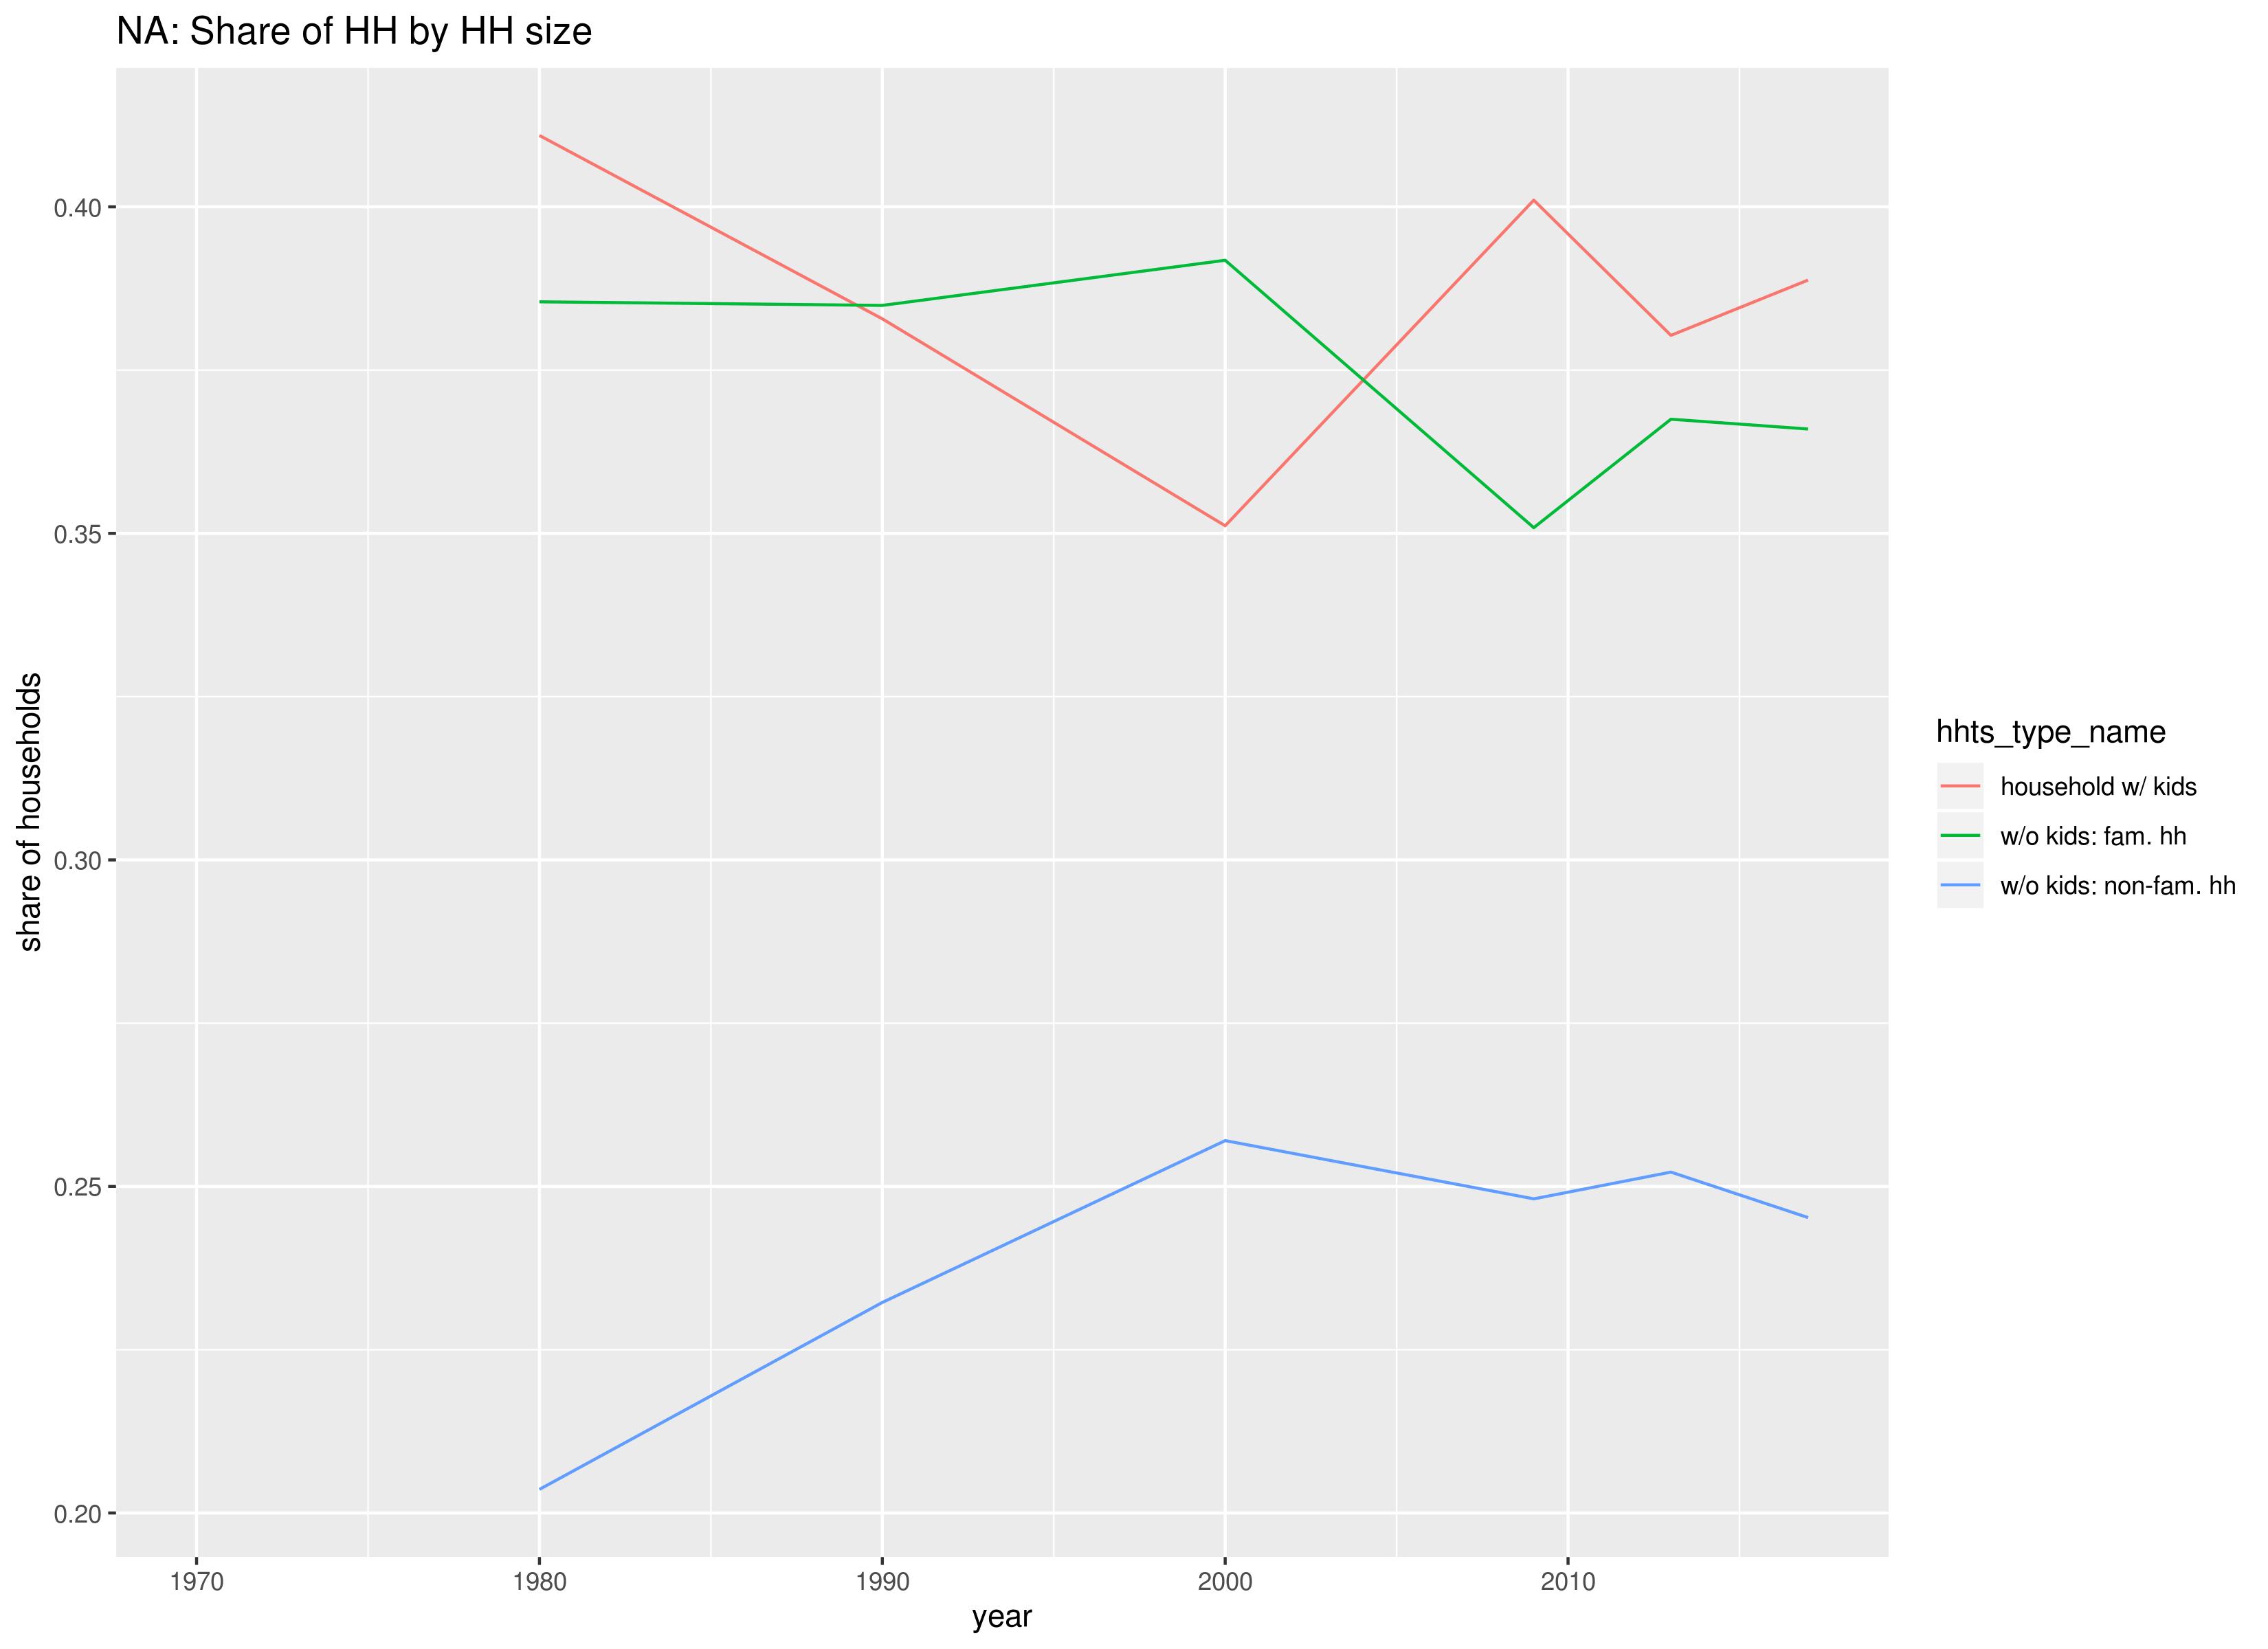 NA: Share of HH by HH size
share of households
0.40
0.35
0.30
0.25
0.20
1970 1980 1990 2000 2010
year
hhts_type_name
household w/ kids
w/o kids: fam. hh
w/o kids: non-fam. hh